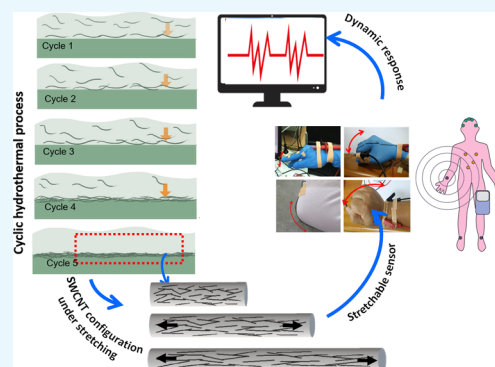 Cyclic hydrothermal process
Cycle 1
Cycle 2
Cycle 3
Cycle 4
Cycle 5
SWCNT configuration
under stretching
Stretchable sensor
Dynamic response